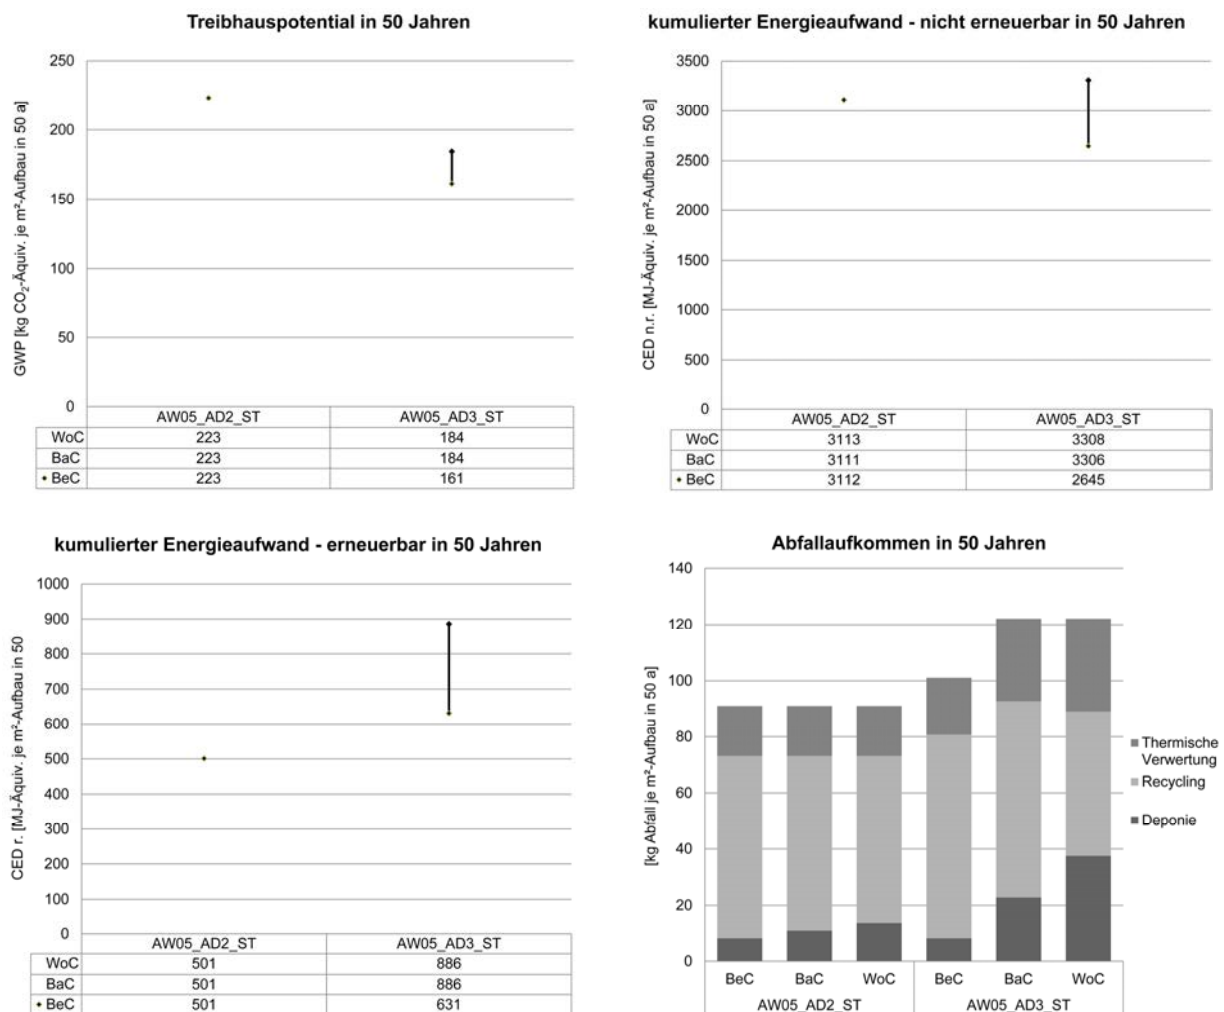 Treibhauspotential in 50 Jahren
GWP [kg CO₂-Äquiv. je m²-Aufbau in 50 a]
250
200
150
100
50
0
AW05_AD2_ST AW05_AD3_ST
WoC 223 184
BaC 223 184
BeC 223 161
kumulierter Energieaufwand - nicht erneuerbar in 50 Jahren
CED n.r. [MJ-Äquiv. je m²-Aufbau in 50 a]
3500
3000
2500
2000
1500
1000
500
0
AW05_AD2_ST AW05_AD3_ST
WoC 3113 3308
BaC 3111 3306
BeC 3112 2645
kumulierter Energieaufwand - erneuerbar in 50 Jahren
CED r. [MJ-Äquiv. je m²-Aufbau in 50
1000
900
800
700
600
500
400
300
200
100
0
AW05_AD2_ST AW05_AD3_ST
WoC 501 886
BaC 501 886
BeC 501 631
Abfallaufkommen in 50 Jahren
[kg Abfall je m²-Aufbau in 50 a]
140
120
100
80
60
40
20
0
BeC BaC WoC BeC BaC WoC
AW05_AD2_ST AW05_AD3_ST
Thermische
Verwertung
Recycling
Deponie